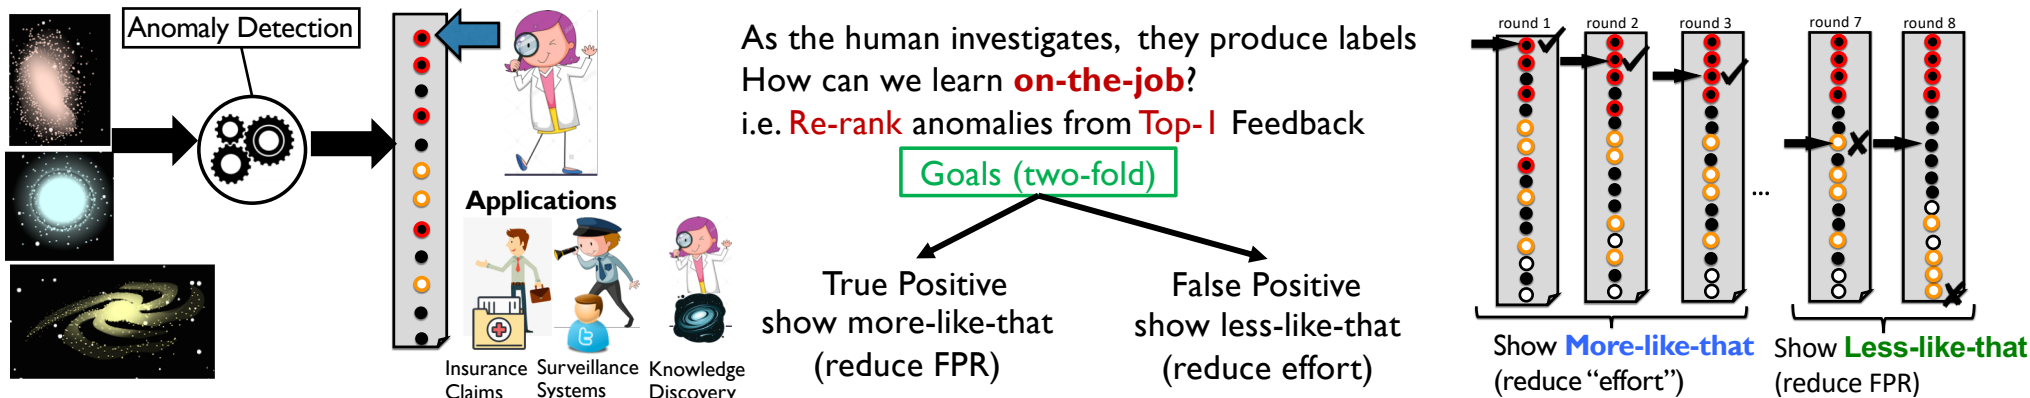 Anomaly Detection
Applications
Insurance
Claims
Surveillance
Systems
Knowledge
Discovery
As the human investigates, they produce labels
How can we learn on-the-job?
i.e. Re-rank anomalies from Top-1 Feedback
Goals (two-fold)
True Positive
show more-like-that
(reduce FPR)
False Positive
show less-like-that
(reduce effort)
round 1
round 2
round 3
...
round 7
round 8
Show More-like-that
(reduce “effort”)
Show Less-like-that
(reduce FPR)